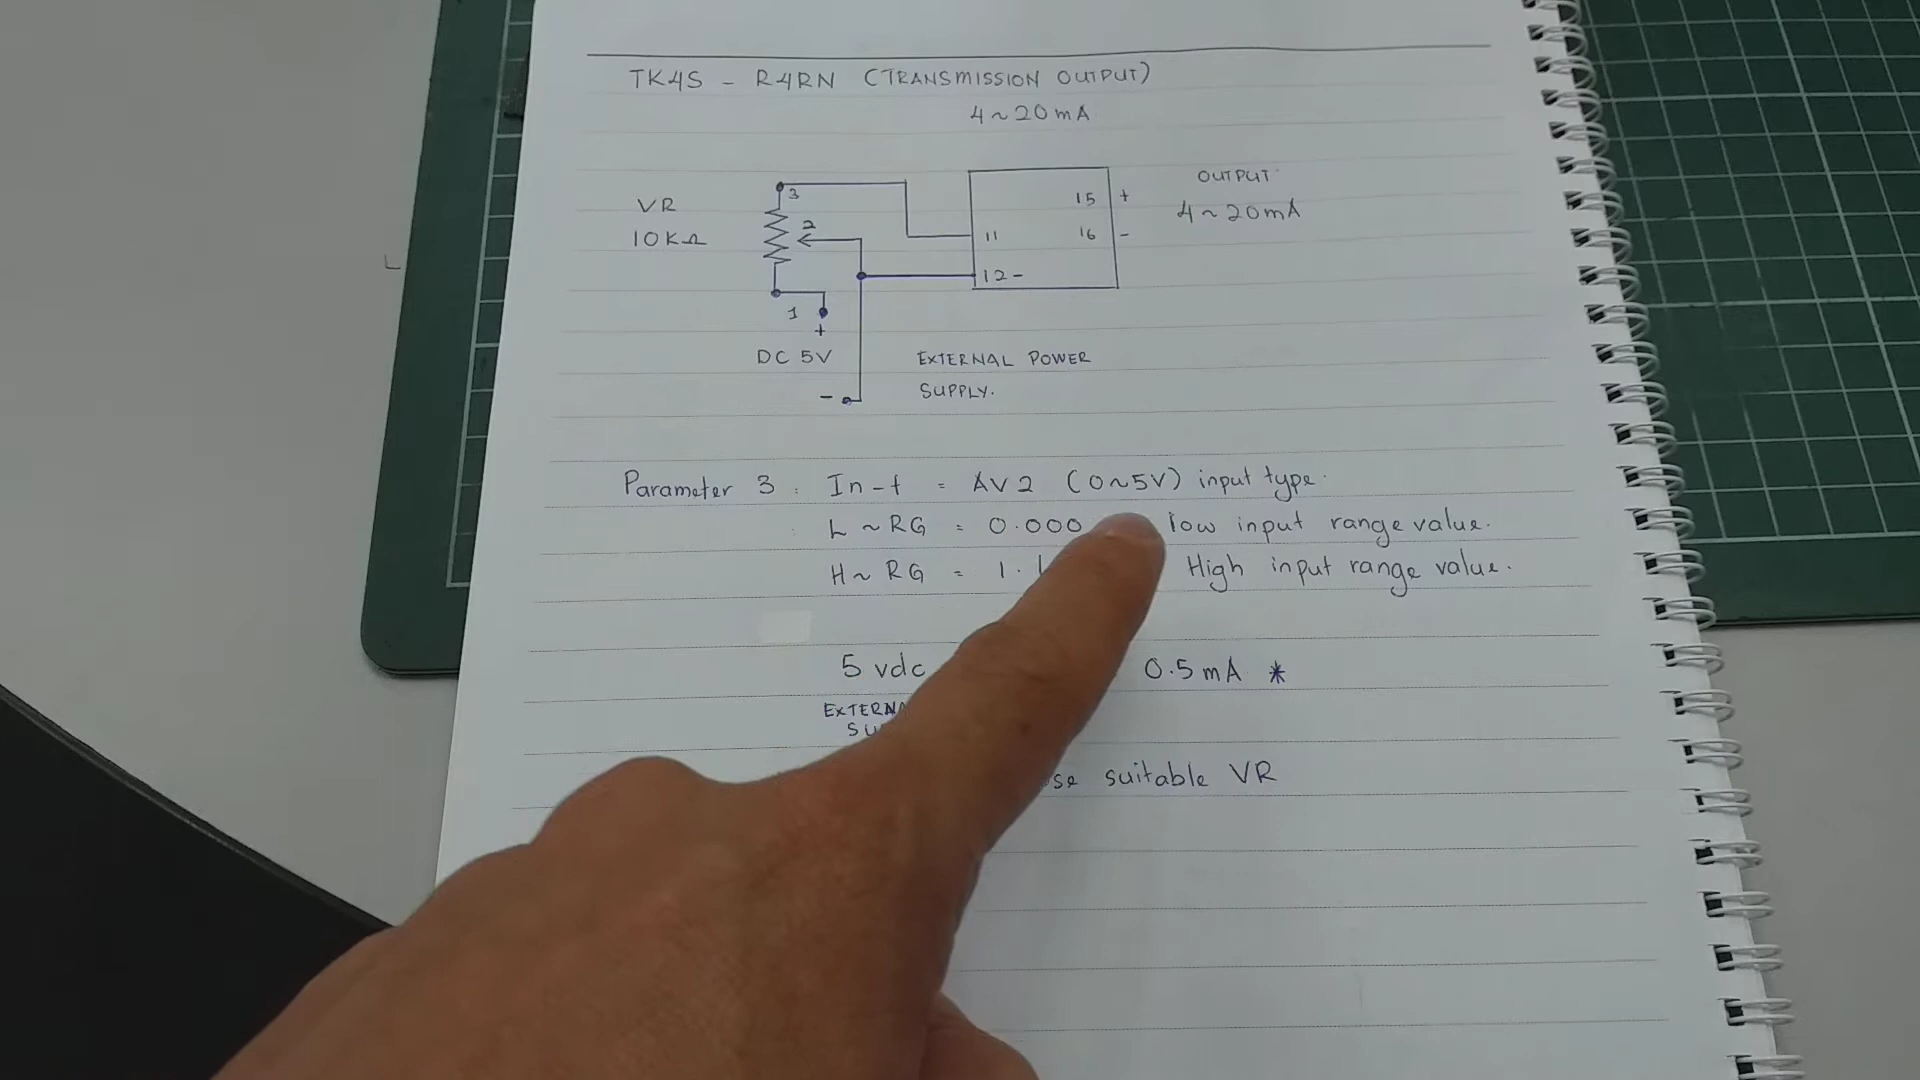 TK4S - R4RN (TRANSMISSION OUTPUT)
4~20mA
VR
10KΩ
3
2
1
+
DC 5V
-
11
12-
15 +
16 -
OUTPUT
4~20mA
EXTERNAL POWER
SUPPLY.
Parameter 3 : In-t = AV2 (0~5V) input type.
L~RG = 0.000 low input range value.
H~RG = 1. High input range value.
5 vdc 0.5mA *
suitable VR